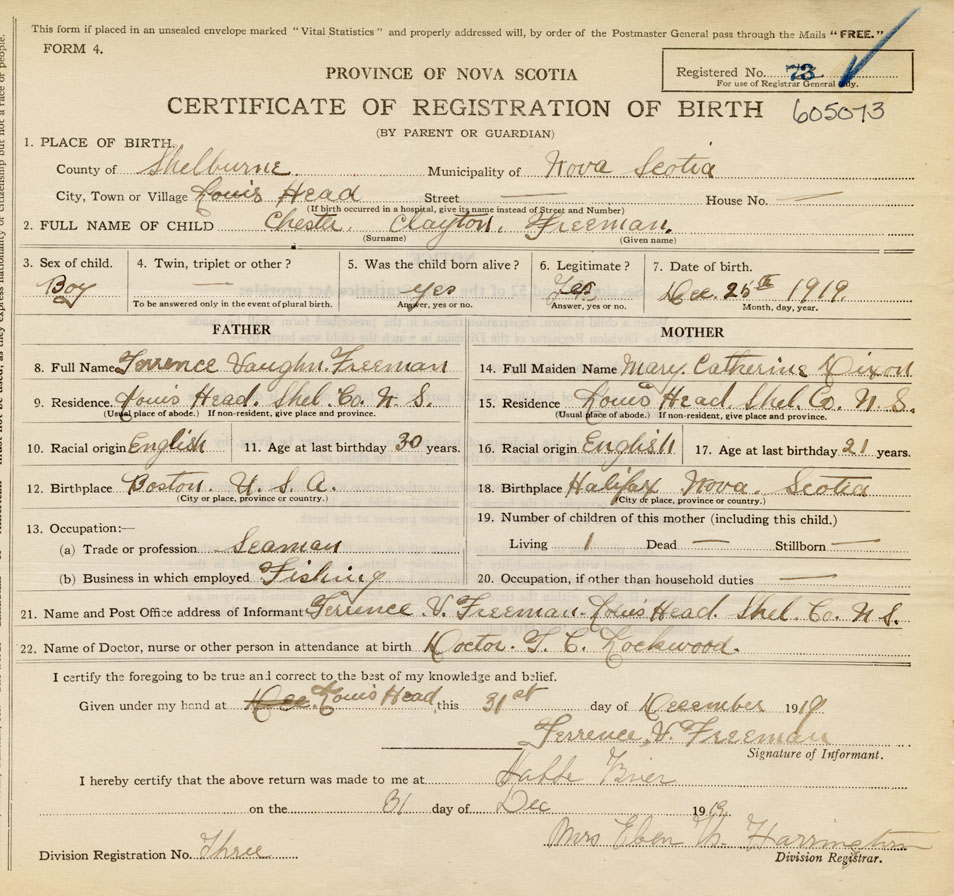 This form if placed in an unsealed envelope marked "Vital Statistics" and properly addressed will, by order of the Postmaster General pass through the Mails "FREE."
FORM 4.
Registered No. 73
For use of Registrar General only.
PROVINCE OF NOVA SCOTIA
CERTIFICATE OF REGISTRATION OF BIRTH 605073
(BY PARENT OR GUARDIAN)
1. PLACE OF BIRTH.
County of Shelburne. Municipality of Nova Scotia
City, Town or Village Louis Head Street — House No. —
(If birth occurred in a hospital, give its name instead of Street and Number)
2. FULL NAME OF CHILD Chester. Clayton. Freeman.
(Surname) (Given name)
3. Sex of child. 4. Twin, triplet or other? 5. Was the child born alive? 6. Legitimate? 7. Date of birth.
Boy — yes Yes Dec. 25th 1919.
To be answered only in the event of plural birth. Answer, yes or no. Answer, yes or no. Month, day, year.
FATHER MOTHER
8. Full Name Terrence Vaughn. Freeman 14. Full Maiden Name Mary. Catherine Dixon
9. Residence. Louis Head. Shel. Co. N. S. 15. Residence Louis Head Shel Co. N. S.
(Usual place of abode.) If non-resident, give place and province. (Usual place of abode.) If non-resident, give place and province.
10. Racial origin English 11. Age at last birthday 30 years. 16. Racial origin English 17. Age at last birthday 21 years.
12. Birthplace Boston. U. S. A. 18. Birthplace Halifax Nova. Scotia
(City or place, province or country.) (City or place, province or country.)
13. Occupation:— 19. Number of children of this mother (including this child.)
(a) Trade or profession Seaman Living 1 Dead — Stillborn —
(b) Business in which employed Fishing 20. Occupation, if other than household duties —
21. Name and Post Office address of Informant Terrence V. Freeman. Louis Head. Shel. Co. N S.
22. Name of Doctor, nurse or other person in attendance at birth Doctor. T. C. Lockwood.
I certify the foregoing to be true and correct to the best of my knowledge and belief.
Given under my hand at Dec. Louis Head, this 31st day of December 1919
Terrence. V. Freeman
Signature of Informant.
I hereby certify that the above return was made to me at
on the 31 day of Dec 1919.
Mrs Eben Harrington
Division Registration No. Three Division Registrar.